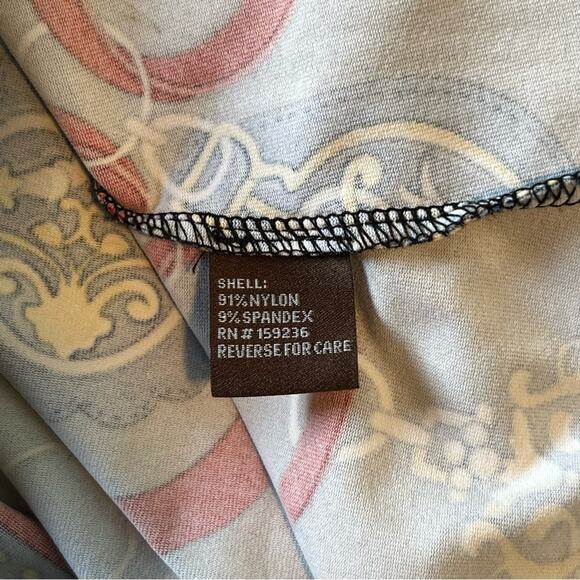 SHELL:
91%NYLON
9%SPANDEX
RN # 159236
REVERSE FOR CARE